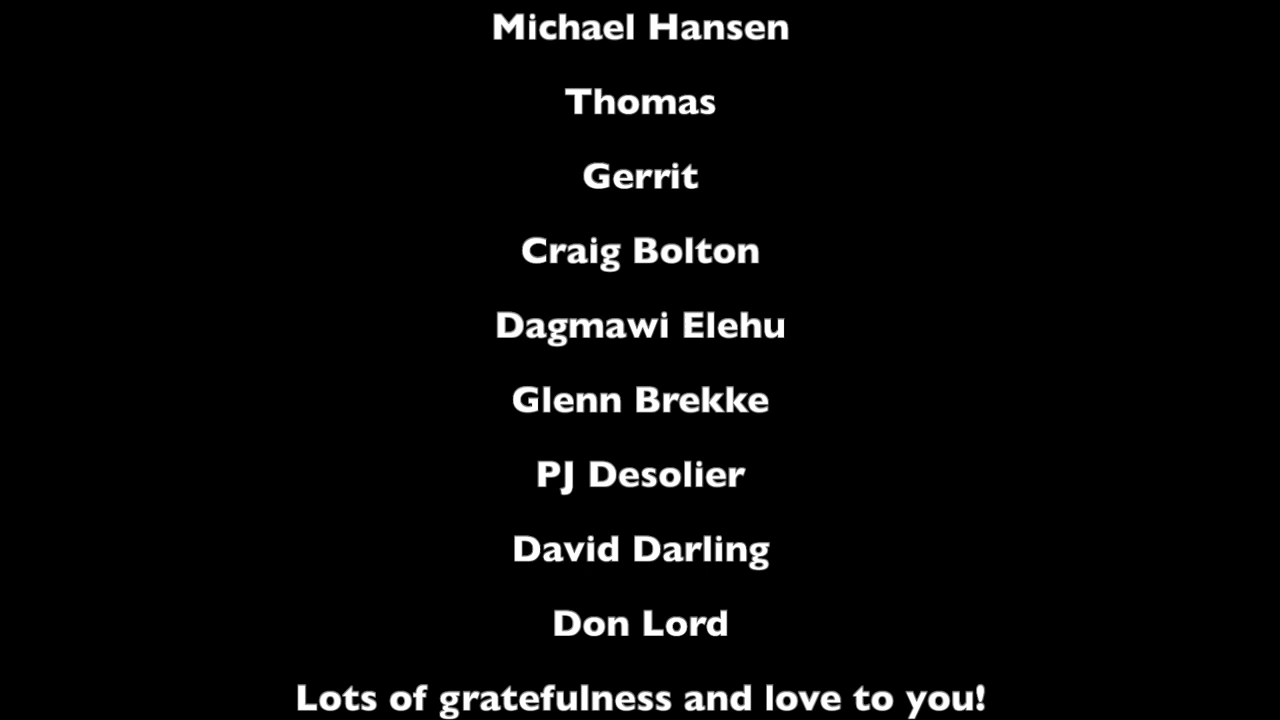 Michael Hansen
Thomas
Gerrit
Craig Bolton
Dagmawi Elehu
Glenn Brekke
PJ Desolier
David Darling
Don Lord
Lots of gratefulness and love to you!